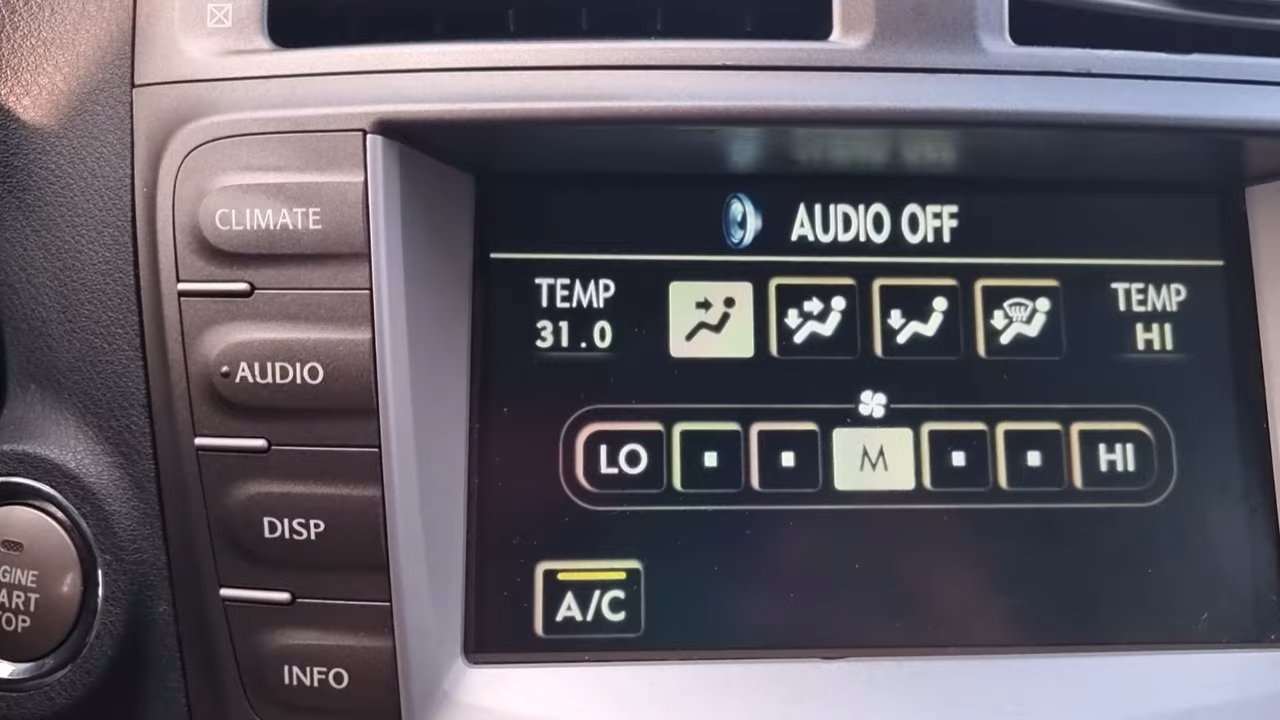 CLIMATE
AUDIO
DISP
INFO
AUDIO OFF
TEMP
31.0
TEMP
HI
LO
M
HI
A/C